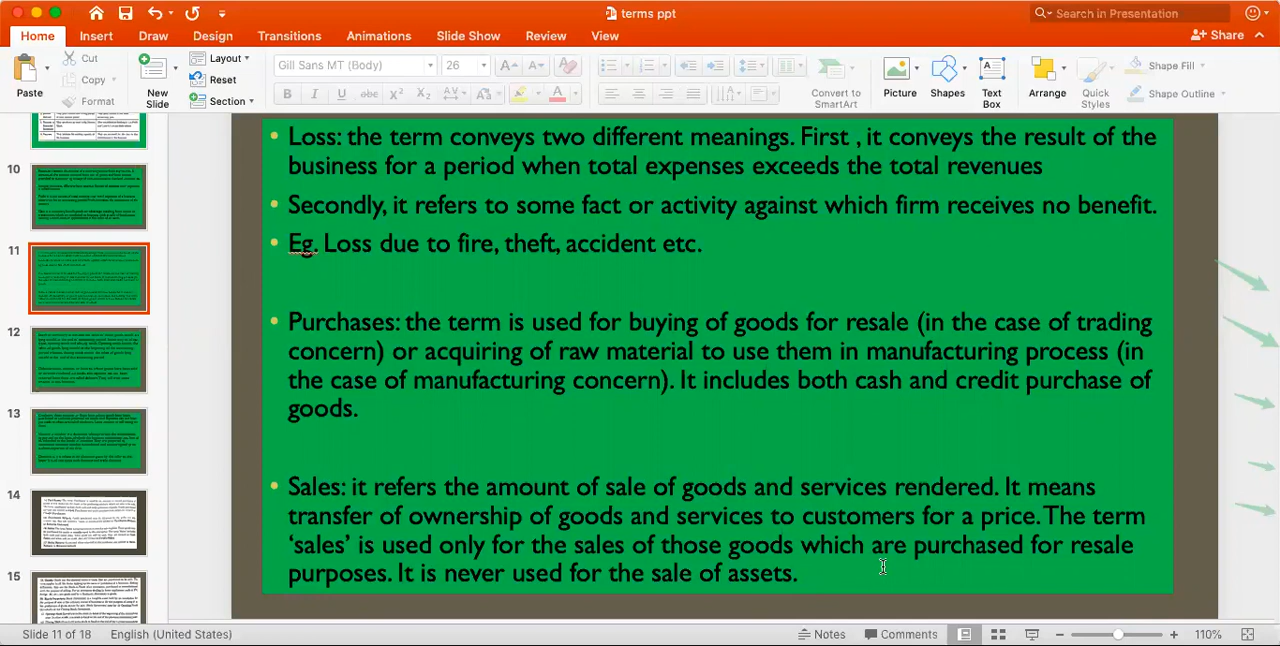 terms ppt
Search in Presentation
Home Insert Draw Design Transitions Animations Slide Show Review View Share
Paste
Cut
Copy
Format
New Slide
Layout
Reset
Section
Gill Sans MT (Body) 26
B I U abc X² X₂ AV Aa A
Convert to SmartArt
Picture
Shapes
Text Box
Arrange
Quick Styles
Shape Fill
Shape Outline
10
11
12
13
14
15
• Loss: the term conveys two different meanings. First , it conveys the result of the
business for a period when total expenses exceeds the total revenues
• Secondly, it refers to some fact or activity against which firm receives no benefit.
• Eg. Loss due to fire, theft, accident etc.
• Purchases: the term is used for buying of goods for resale (in the case of trading
concern) or acquiring of raw material to use them in manufacturing process (in
the case of manufacturing concern). It includes both cash and credit purchase of
goods.
• Sales: it refers the amount of sale of goods and services rendered. It means
transfer of ownership of goods and services to customers for a price. The term
‘sales’ is used only for the sales of those goods which are purchased for resale
purposes. It is never used for the sale of assets.
Slide 11 of 18 English (United States) Notes Comments 110%